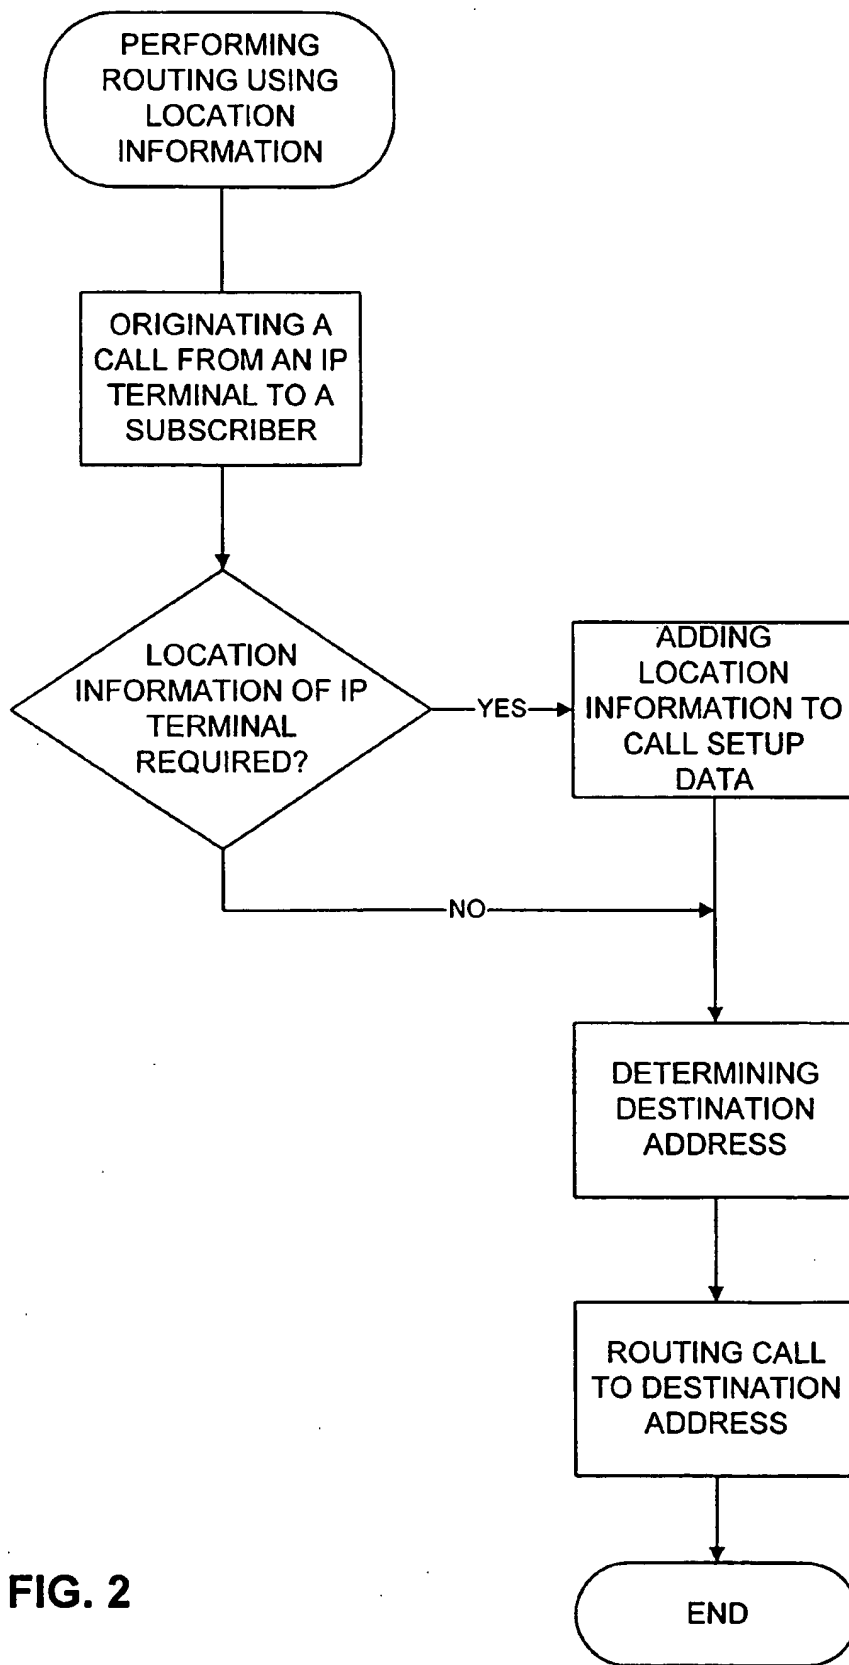 PERFORMING
ROUTING USING
LOCATION
INFORMATION
ORIGINATING A
CALL FROM AN IP
TERMINAL TO A
SUBSCRIBER
LOCATION
INFORMATION OF IP
TERMINAL
REQUIRED?
YES
ADDING
LOCATION
INFORMATION TO
CALL SETUP
DATA
NO
DETERMINING
DESTINATION
ADDRESS
ROUTING CALL
TO DESTINATION
ADDRESS
END
FIG. 2